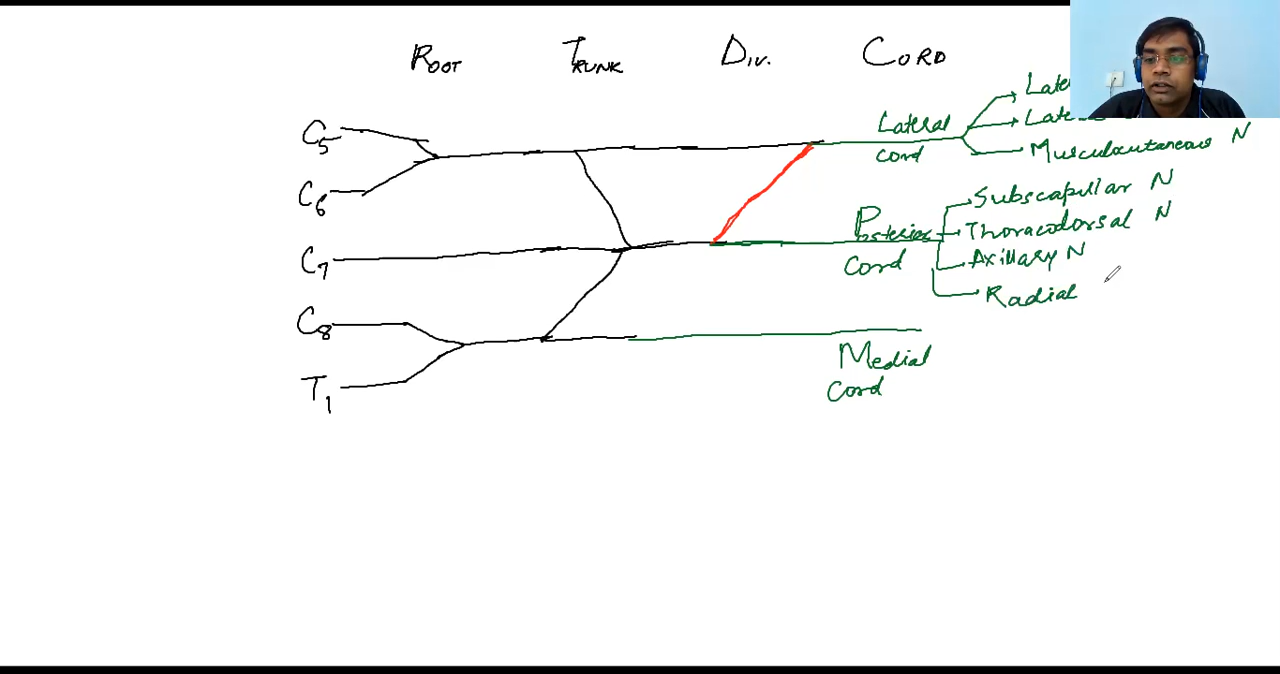 ROOT TRUNK DIV. CORD
C5
C6
C7
C8
T1
Lateral
cord
Musculocutaneous N
Posterior
cord
Subscapular N
Thoracodorsal N
Axillary N
Radial
Medial
cord